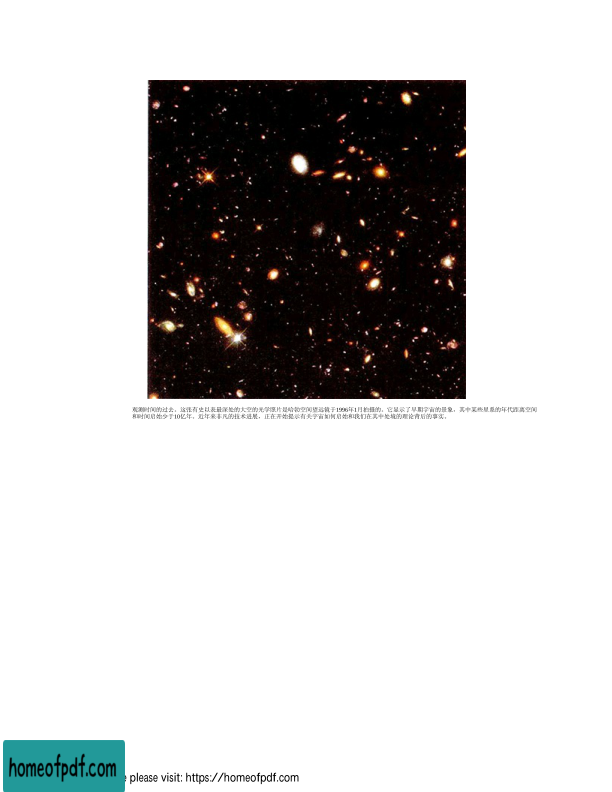 观测时间的过去。这张有史以来最深处的太空的光学照片是哈勃空间望远镜于1996年1月拍摄的。它显示了早期宇宙的景象,其中某些星系的年代距离空间
和时间启始少于10亿年。近年来非凡的技术进展,正在开始提示有关宇宙如何启始和我们在其中处境的理论背后的事实。
homeofpdf.com
please visit: https://homeofpdf.com